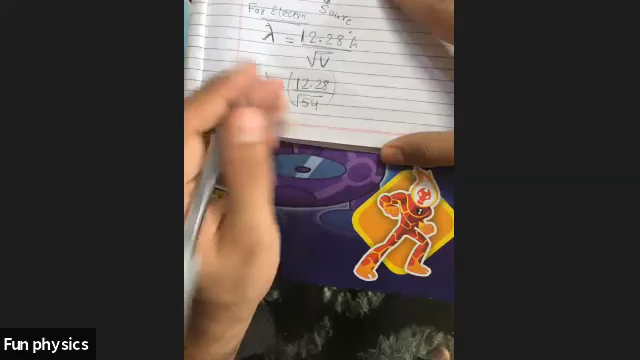 For Electron Source
λ = 12.28 Å / √V
(12.28 / √54)
Fun physics